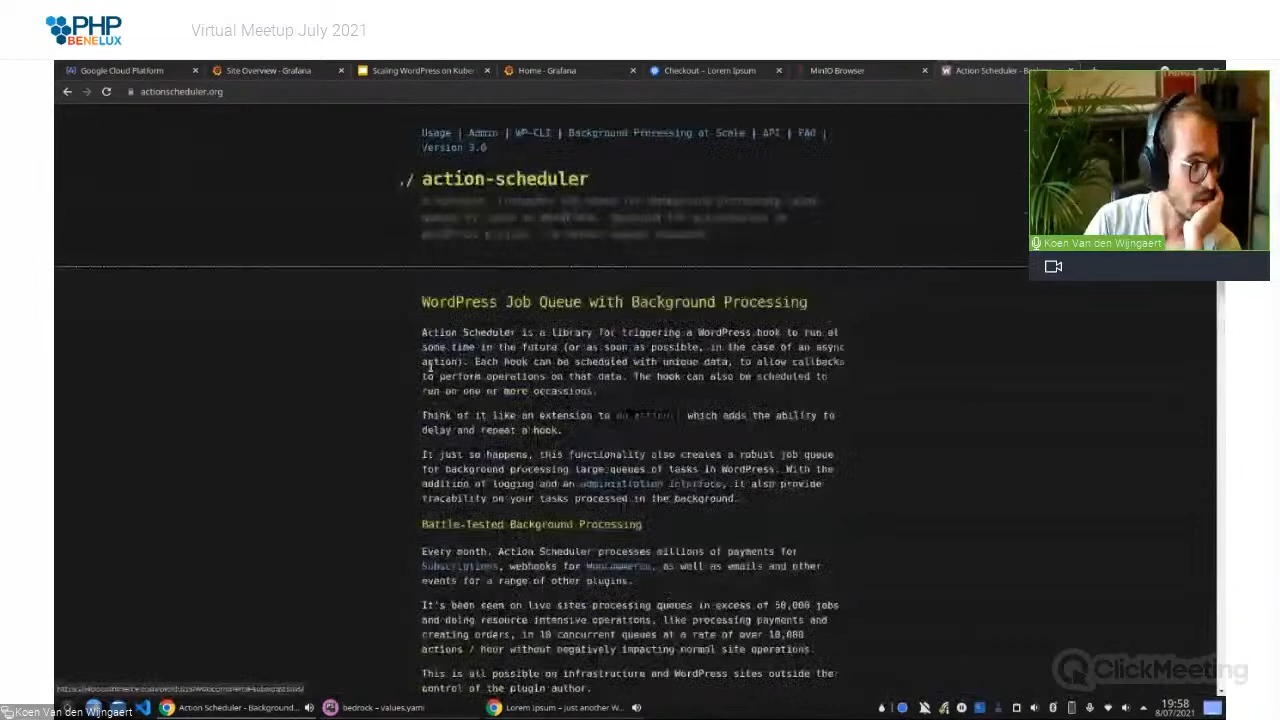 PHP
BENELUX
Virtual Meetup July 2021
Google Cloud Platform
Site Overview - Grafana
Scaling WordPress on Kuber
Home - Grafana
Checkout – Lorem Ipsum
MinIO Browser
Action Scheduler - Back
actionscheduler.org
Usage | Admin | WP-CLI | Background Processing at Scale | API | FAQ |
Version 3.0
./ action-scheduler
WordPress Job Queue with Background Processing
Action Scheduler is a library for triggering a WordPress hook to run at
some time in the future (or as soon as possible, in the case of an async
action). Each hook can be scheduled with unique data, to allow callbacks
to perform operations on that data. The hook can also be scheduled to
run on one or more occassions.
Think of it like an extension to do_action() which adds the ability to
delay and repeat a hook.
It just so happens, this functionality also creates a robust job queue
for background processing large queues of tasks in WordPress. With the
addition of logging and an administration interface, it also provide
tracability on your tasks processed in the background.
Battle-Tested Background Processing
Every month, Action Scheduler processes millions of payments for
Subscriptions, webhooks for WooCommerce, as well as emails and other
events for a range of other plugins.
It's been seen on live sites processing queues in excess of 50,000 jobs
and doing resource intensive operations, like processing payments and
creating orders, in 10 concurrent queues at a rate of over 10,000
actions / hour without negatively impacting normal site operations.
This is all possible on infrastructure and WordPress sites outside the
control of the plugin author.
Koen Van den Wijngaert
ClickMeeting
Koen Van den Wijngaert
Action Scheduler - Background...
bedrock – values.yaml
Lorem Ipsum – just another W...
19:58
8/07/2021